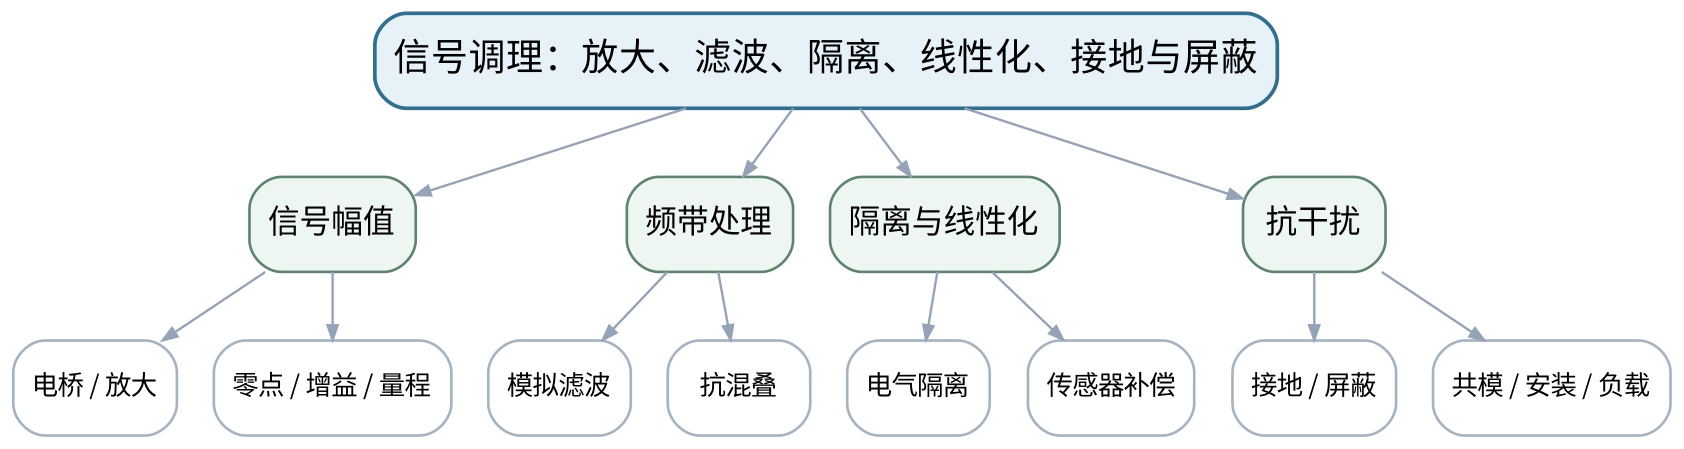 信号调理：放大、滤波、隔离、线性化、接地与屏蔽
信号幅值
频带处理
隔离与线性化
抗干扰
电桥 / 放大
零点 / 增益 / 量程
模拟滤波
抗混叠
电气隔离
传感器补偿
接地 / 屏蔽
共模 / 安装 / 负载